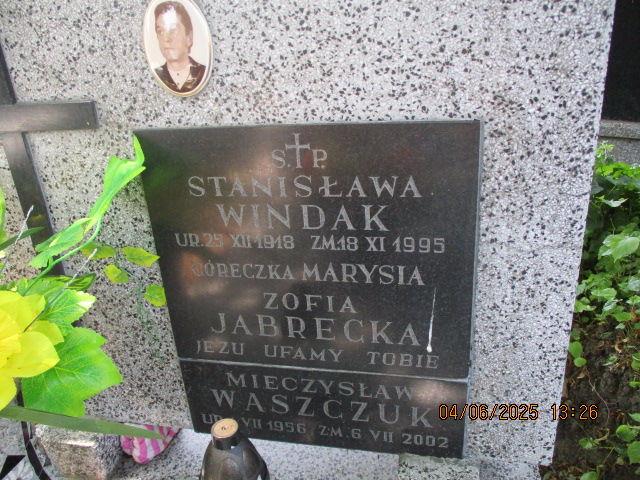 Ś.P.
STANISŁAWA
WINDAK
UR. 25 XII 1918 ZM. 18 XI 1995
CÓRECZKA MARYSIA
ZOFIA
JABRECKA
JEZU UFAMY TOBIE
MIECZYSŁAW
WASZCZUK
UR. VII 1956 ZM. 6 VII 2002
04/06/2025 13:26